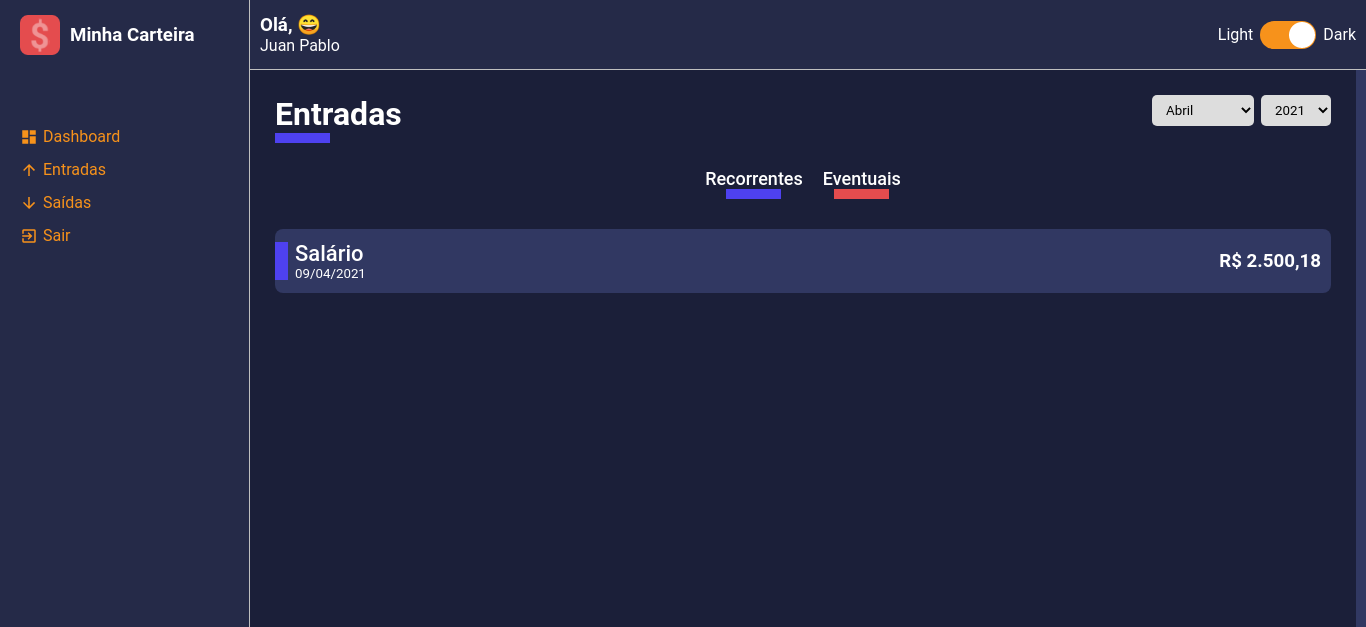 Minha Carteira
Dashboard
Entradas
Saídas
Sair
Olá, 😄
Juan Pablo
Light Dark
Entradas
Abril 2021
Recorrentes Eventuais
Salário
09/04/2021
R$ 2.500,18